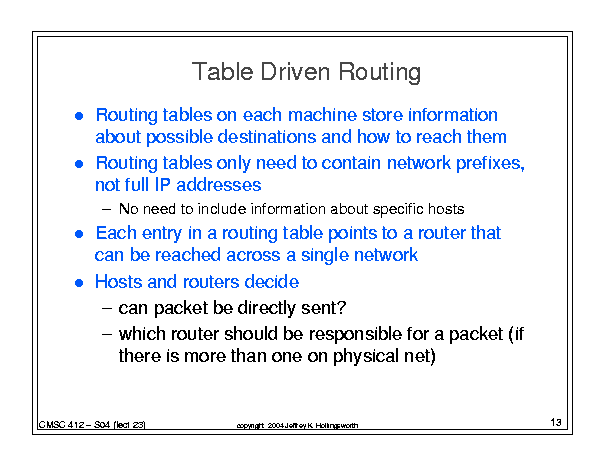 Table Driven Routing
● Routing tables on each machine store information
about possible destinations and how to reach them
● Routing tables only need to contain network prefixes,
not full IP addresses
– No need to include information about specific hosts
● Each entry in a routing table points to a router that
can be reached across a single network
● Hosts and routers decide
– can packet be directly sent?
– which router should be responsible for a packet (if
there is more than one on physical net)
CMSC 412 – S04 (lect 23)
copyright 2004 Jeffrey K. Hollingsworth
13